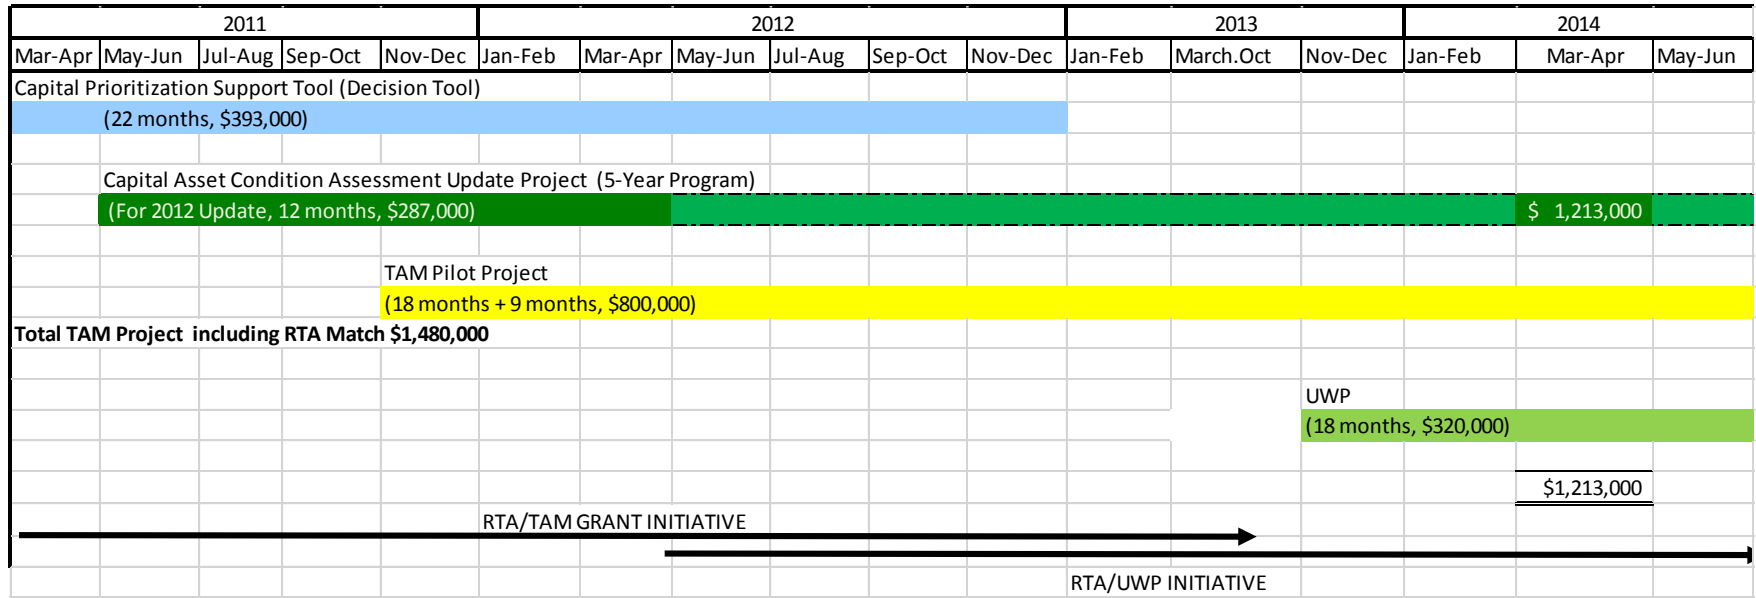 2011 2012 2013 2014
Mar-Apr May-Jun Jul-Aug Sep-Oct Nov-Dec Jan-Feb Mar-Apr May-Jun Jul-Aug Sep-Oct Nov-Dec Jan-Feb March.Oct Nov-Dec Jan-Feb Mar-Apr May-Jun
Capital Prioritization Support Tool (Decision Tool)
(22 months, $393,000)
Capital Asset Condition Assessment Update Project (5-Year Program)
(For 2012 Update, 12 months, $287,000) $ 1,213,000
TAM Pilot Project
(18 months + 9 months, $800,000)
Total TAM Project including RTA Match $1,480,000
UWP
(18 months, $320,000)
$1,213,000
RTA/TAM GRANT INITIATIVE
RTA/UWP INITIATIVE